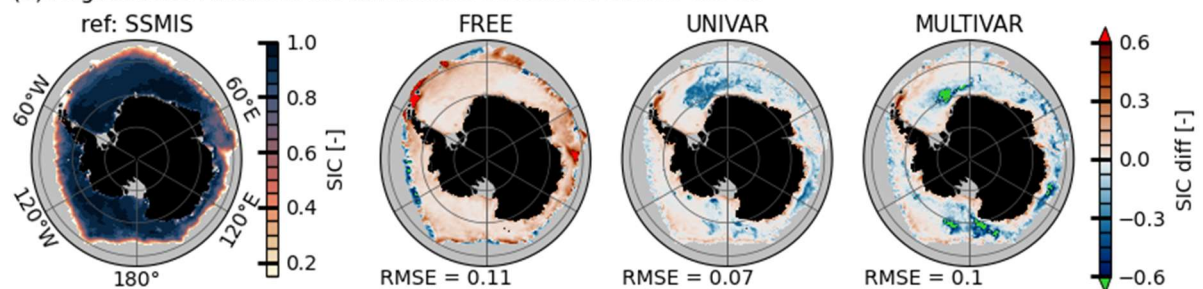 ref: SSMIS
FREE
UNIVAR
MULTIVAR
60°W
60°E
120°W
120°E
180°
1.0
0.8
0.6
0.4
0.2
SIC [-]
RMSE = 0.11
RMSE = 0.07
RMSE = 0.1
0.6
0.3
0.0
−0.3
−0.6
SIC diff [-]